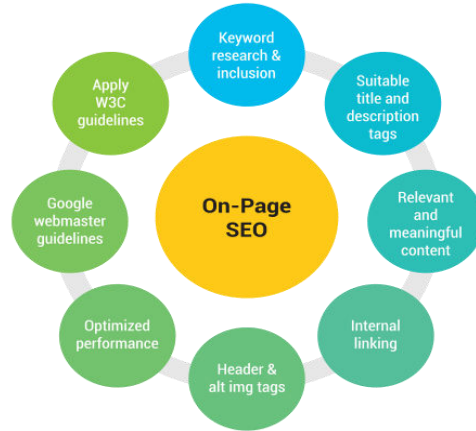 Keyword
research &
inclusion
Suitable
title and
description
tags
Relevant
and
meaningful
content
Internal
linking
Header &
alt img tags
Optimized
performance
Google
webmaster
guidelines
Apply
W3C
guidelines
On-Page
SEO